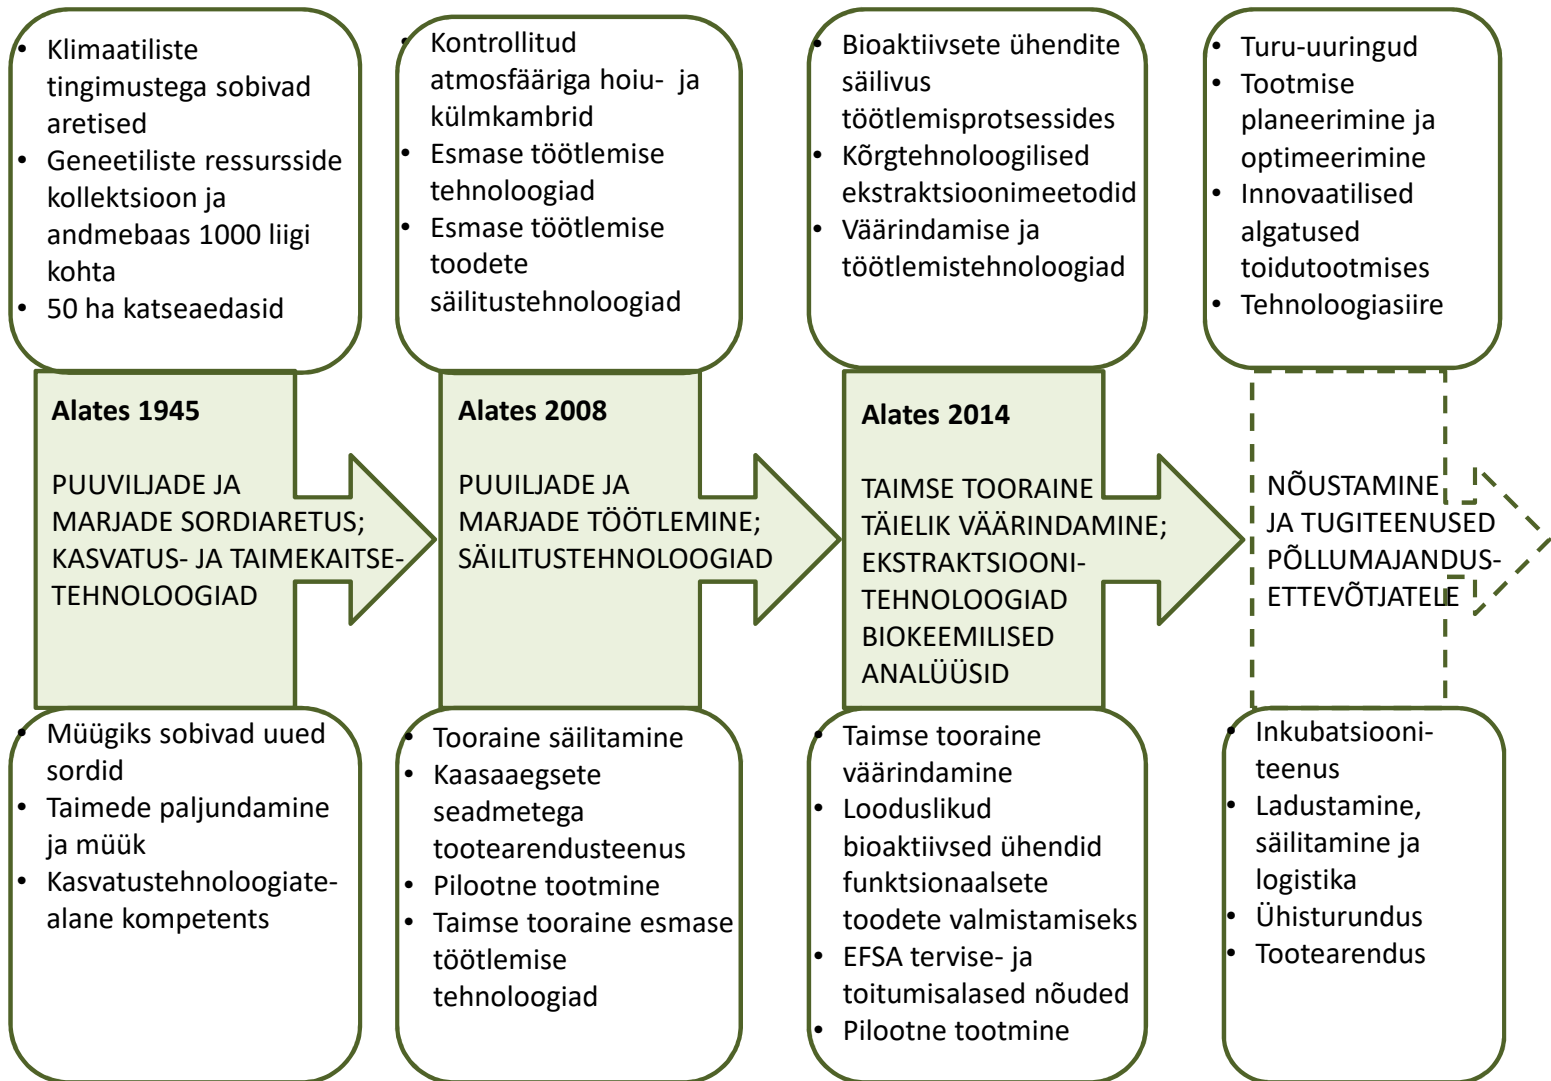 • Klimaatiliste
tingimustega sobivad
aretised
• Geneetiliste ressursside
kollektsioon ja
andmebaas 1000 liigi
kohta
• 50 ha katseaedasid
• Kontrollitud
atmosfääriga hoiu- ja
külmkambrid
• Esmase töötlemise
tehnoloogiad
• Esmase töötlemise
toodete
säilitustehnoloogiad
• Bioaktiivsete ühendite
säilivus
töötlemisprotsessides
• Kõrgtehnoloogilised
ekstraktsioonimeetodid
• Väärindamise ja
töötlemistehnoloogiad
• Turu-uuringud
• Tootmise
planeerimine ja
optimeerimine
• Innovaatilised
algatused
toidutootmises
• Tehnoloogiasiire
Alates 1945
PUUVILJADE JA
MARJADE SORDIARETUS;
KASVATUS- JA TAIMEKAITSE-
TEHNOLOOGIAD
Alates 2008
PUUILJADE JA
MARJADE TÖÖTLEMINE;
SÄILITUSTEHNOLOOGIAD
Alates 2014
TAIMSE TOORAINE
TÄIELIK VÄÄRINDAMINE;
EKSTRAKTSIOONI-
TEHNOLOOGIAD
BIOKEEMILISED
ANALÜÜSID
NÕUSTAMINE
JA TUGITEENUSED
PÕLLUMAJANDUS-
ETTEVÕTJATELE
• Müügiks sobivad uued
sordid
• Taimede paljundamine
ja müük
• Kasvatustehnoloogiate-
alane kompetents
• Tooraine säilitamine
• Kaasaaegsete
seadmetega
tootearendusteenus
• Pilootne tootmine
• Taimse tooraine esmase
töötlemise
tehnoloogiad
• Taimse tooraine
väärindamine
• Looduslikud
bioaktiivsed ühendid
funktsionaalsete
toodete valmistamiseks
• EFSA tervise- ja
toitumisalased nõuded
• Pilootne tootmine
• Inkubatsiooni-
teenus
• Ladustamine,
säilitamine ja
logistika
• Ühisturundus
• Tootearendus